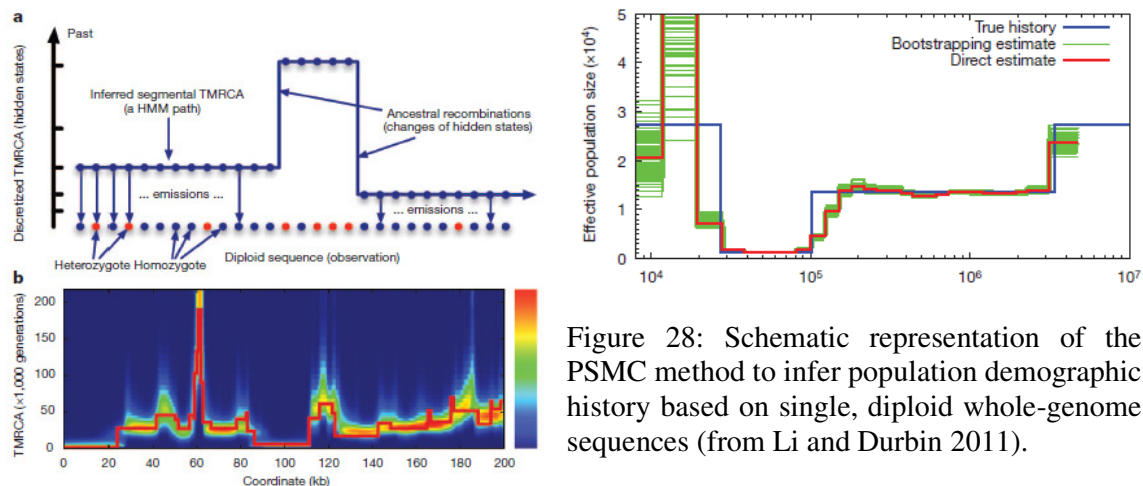 a
Past
Discretized TMRCA (hidden states)
Inferred segmental TMRCA
(a HMM path)
Ancestral recombinations
(changes of hidden states)
... emissions ...
... emissions ...
Heterozygote Homozygote
Diploid sequence (observation)
b
TMRCA (×1,000 generations)
200
150
100
50
0
0 20 40 60 80 100 120 140 160 180 200
Coordinate (kb)
Effective population size (×10⁴)
5
4
3
2
1
0
True history
Bootstrapping estimate
Direct estimate
10⁴ 10⁵ 10⁶ 10⁷
Figure 28: Schematic representation of the
PSMC method to infer population demographic
history based on single, diploid whole-genome
sequences (from Li and Durbin 2011).